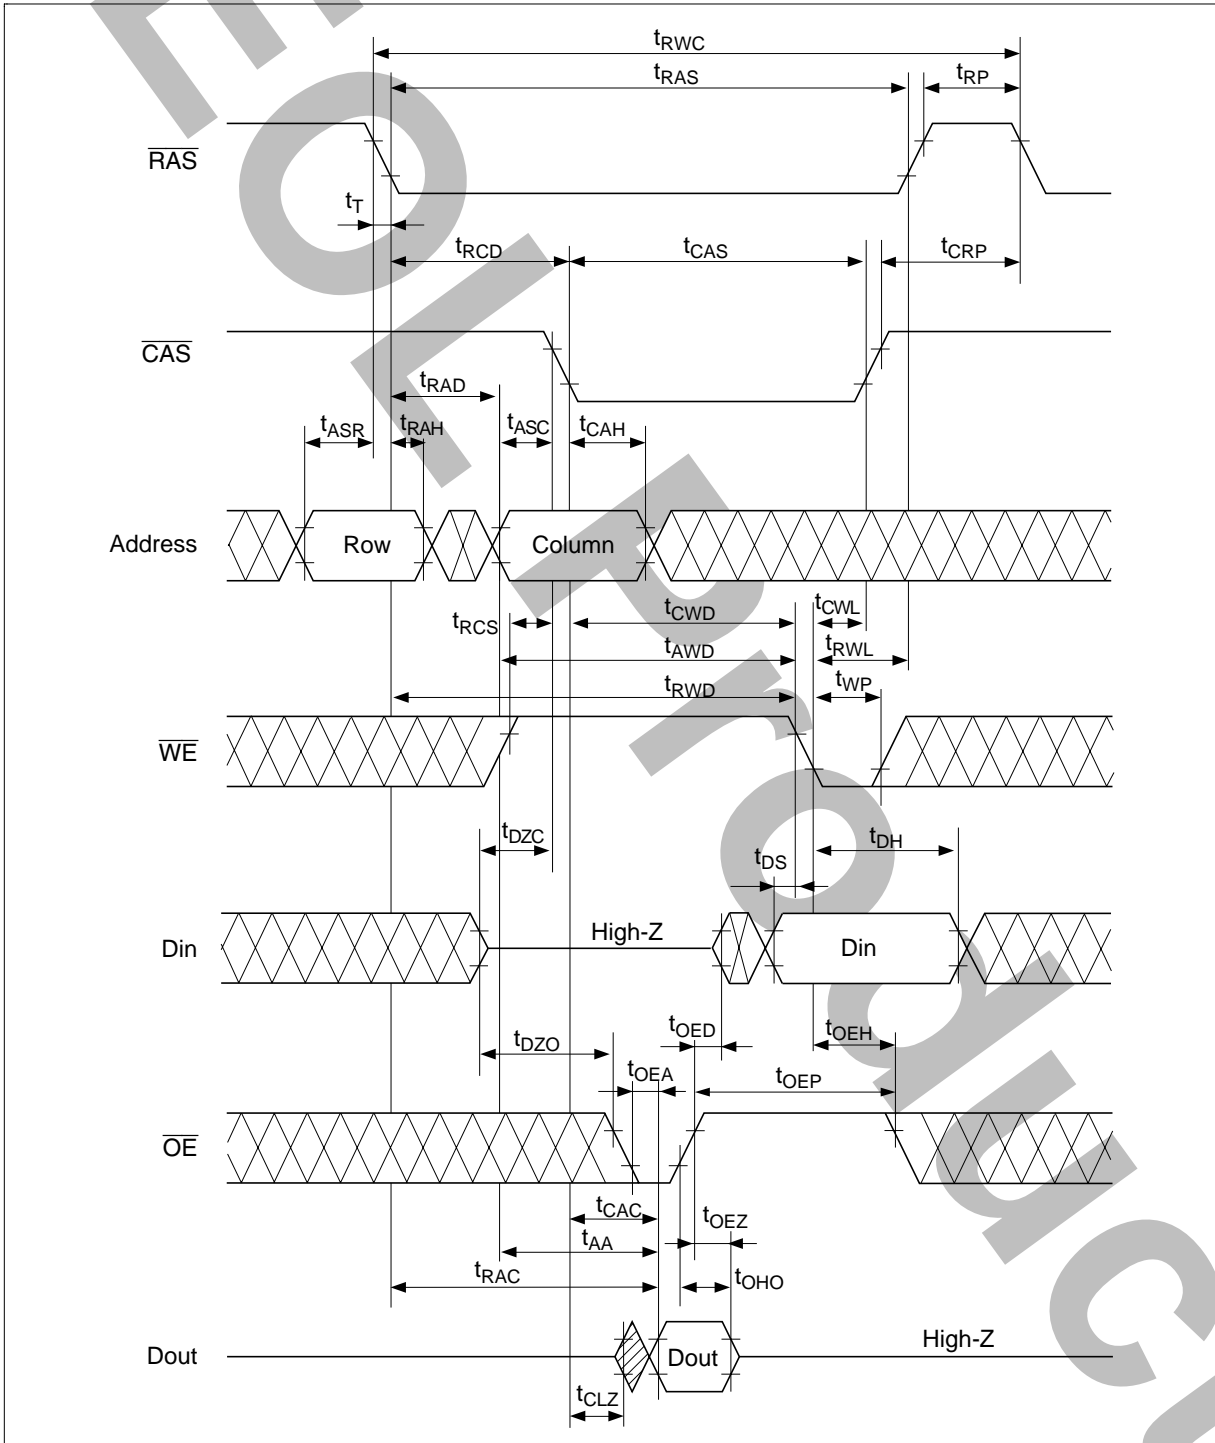 EOL Product
tRWC
tRAS
tRP
RAS
tT
tRCD
tCAS
tCRP
CAS
tRAD
tASR
tRAH
tASC
tCAH
Address
Row
Column
tRCS
tCWD
tCWL
tAWD
tRWL
tRWD
tWP
WE
tDZC
tDS
tDH
Din
High-Z
Din
tDZO
tOED
tOEH
tOEA
tOEP
OE
tCAC
tOEZ
tAA
tRAC
tOHO
Dout
Dout
High-Z
tCLZ